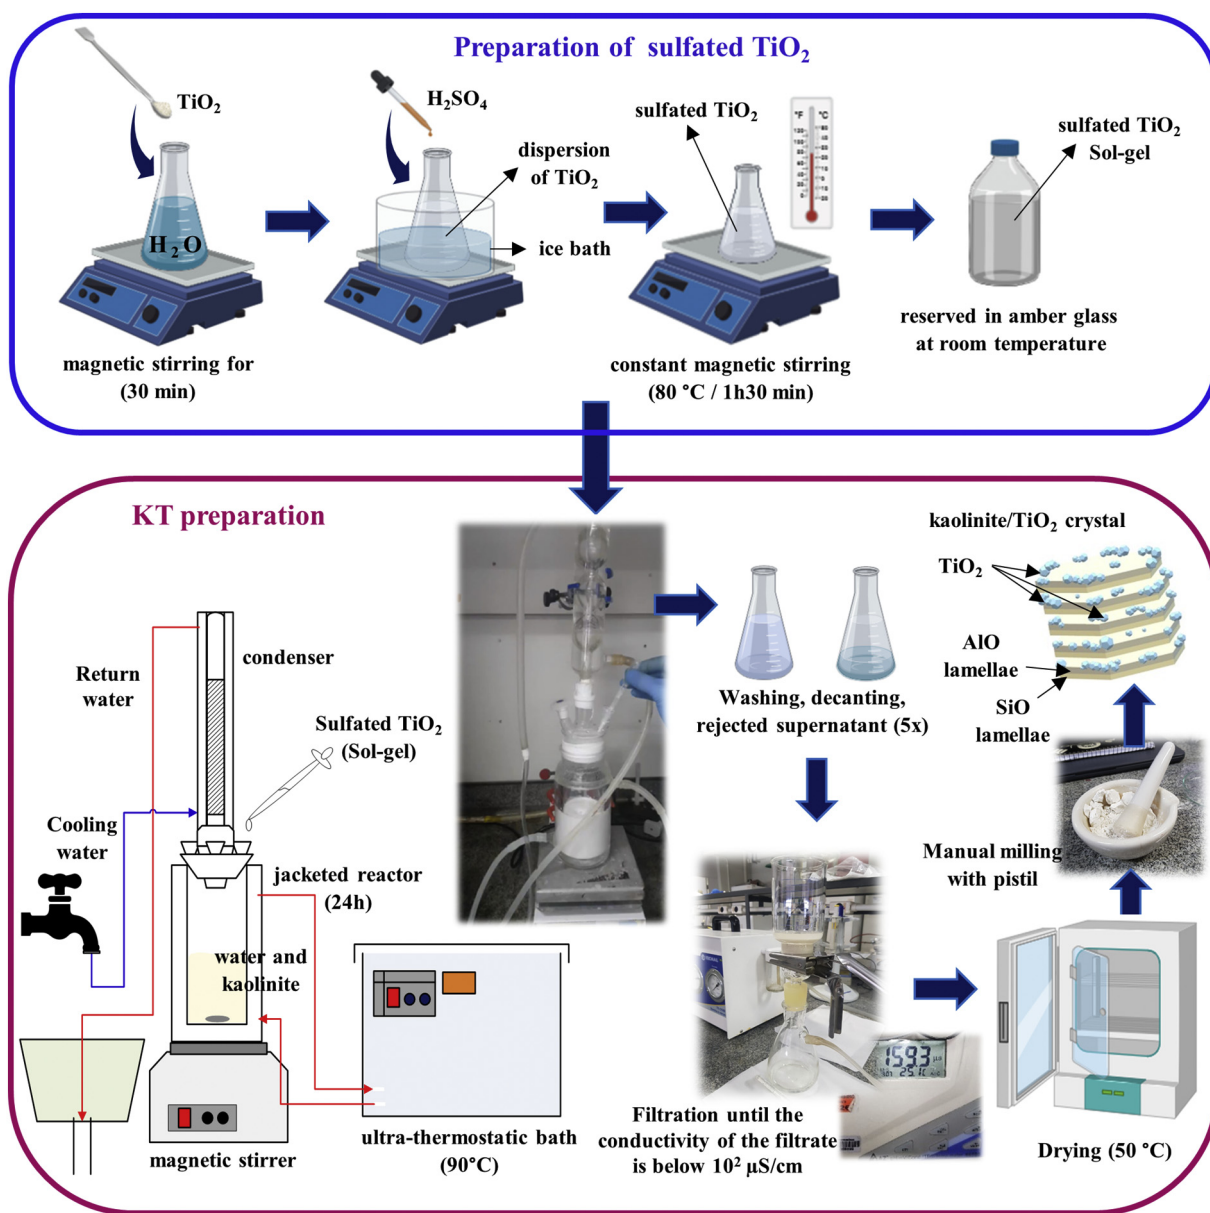 Preparation of sulfated TiO₂
TiO₂
H₂O
magnetic stirring for
(30 min)
H₂SO₄
dispersion
of TiO₂
ice bath
sulfated TiO₂
°F °C
constant magnetic stirring
(80 °C / 1h30 min)
sulfated TiO₂
Sol-gel
reserved in amber glass
at room temperature
KT preparation
Return
water
condenser
Sulfated TiO₂
(Sol-gel)
Cooling
water
jacketed reactor
(24h)
water and
kaolinite
magnetic stirrer
ultra-thermostatic bath
(90°C)
Washing, decanting,
rejected supernatant (5x)
Filtration until the
conductivity of the filtrate
is below 10² µS/cm
159.3
25.1
Drying (50 °C)
Manual milling
with pistil
kaolinite/TiO₂ crystal
TiO₂
AlO
lamellae
SiO
lamellae